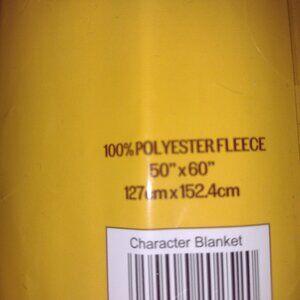 100% POLYESTER FLEECE
50" x 60"
127cm x 152.4cm
Character Blanket